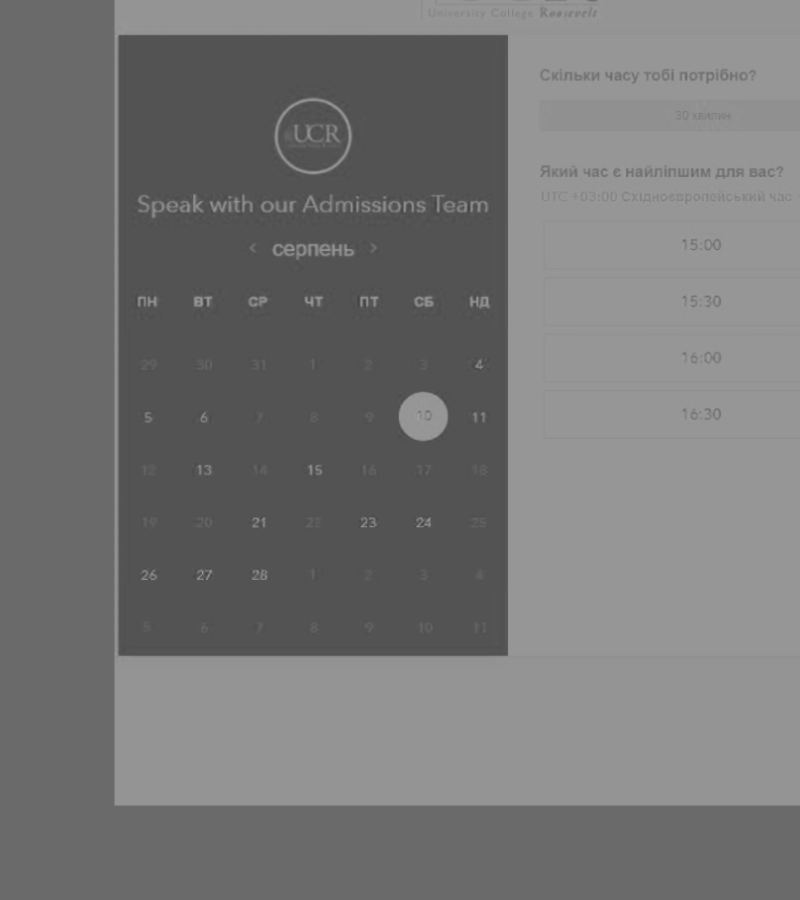 University College Roosevelt
UCR
Speak with our Admissions Team
< серпень >
ПН ВТ СР ЧТ ПТ СБ НД
29 30 31 1 2 3 4
5 6 7 8 9 10 11
12 13 14 15 16 17 18
19 20 21 22 23 24 25
26 27 28 1 2 3 4
5 6 7 8 9 10 11
Скільки часу тобі потрібно?
30 хвилин
Який час є найліпшим для вас?
UTC +03:00 Східноєвропейський час
15:00
15:30
16:00
16:30